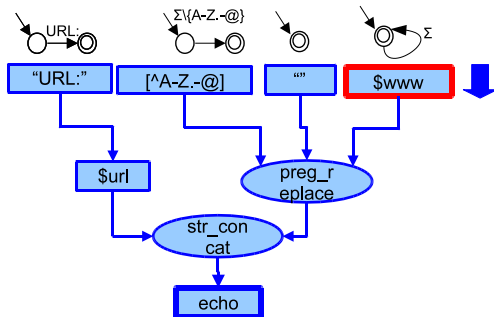 URL:
Σ\{A-Z.-@}
Σ
“URL:”
[^A-Z.-@]
“”
$www
$url
preg_r
eplace
str_con
cat
echo